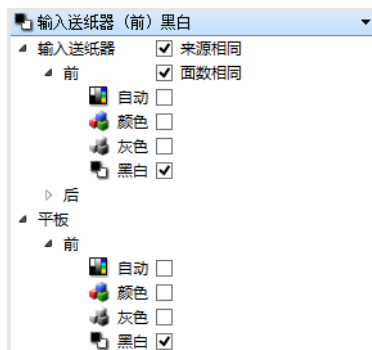 输入送纸器（前）黑白
输入送纸器 来源相同
前 面数相同
自动
颜色
灰色
黑白
后
平板
前
自动
颜色
灰色
黑白